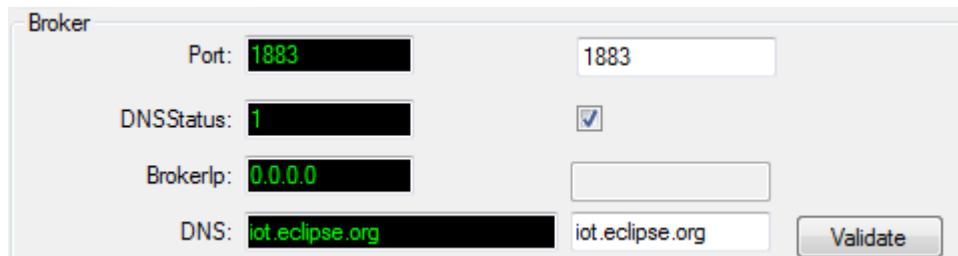 Broker
Port: 1883 1883
DNSStatus: 1
BrokerIp: 0.0.0.0
DNS: iot.eclipse.org iot.eclipse.org Validate